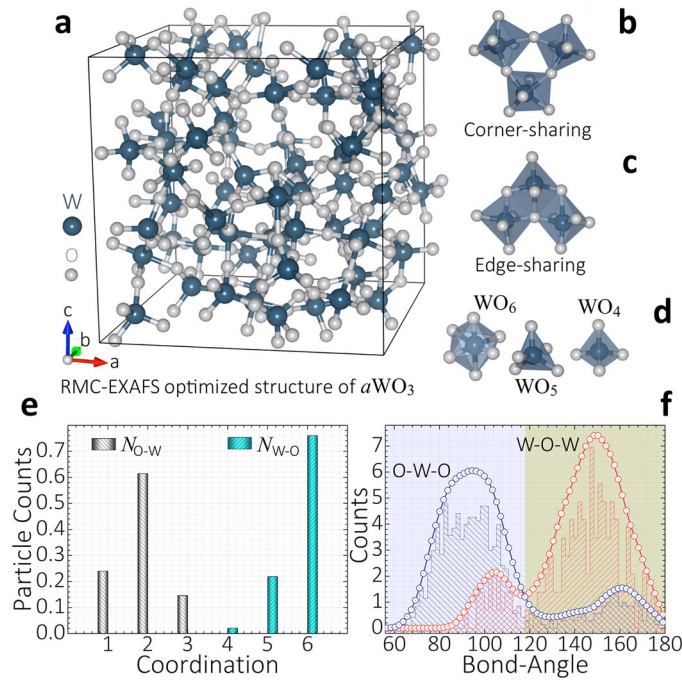 a
b
Corner-sharing
c
Edge-sharing
W
O
c
b
a
RMC-EXAFS optimized structure of aWO₃
d
WO₆
WO₅
WO₄
e
N_O-W
N_W-O
Particle Counts
0.7
0.6
0.5
0.4
0.3
0.2
0.1
0.0
1 2 3 4 5 6
Coordination
f
O-W-O
W-O-W
Counts
7
6
5
4
3
2
1
0
60 80 100 120 140 160 180
Bond-Angle